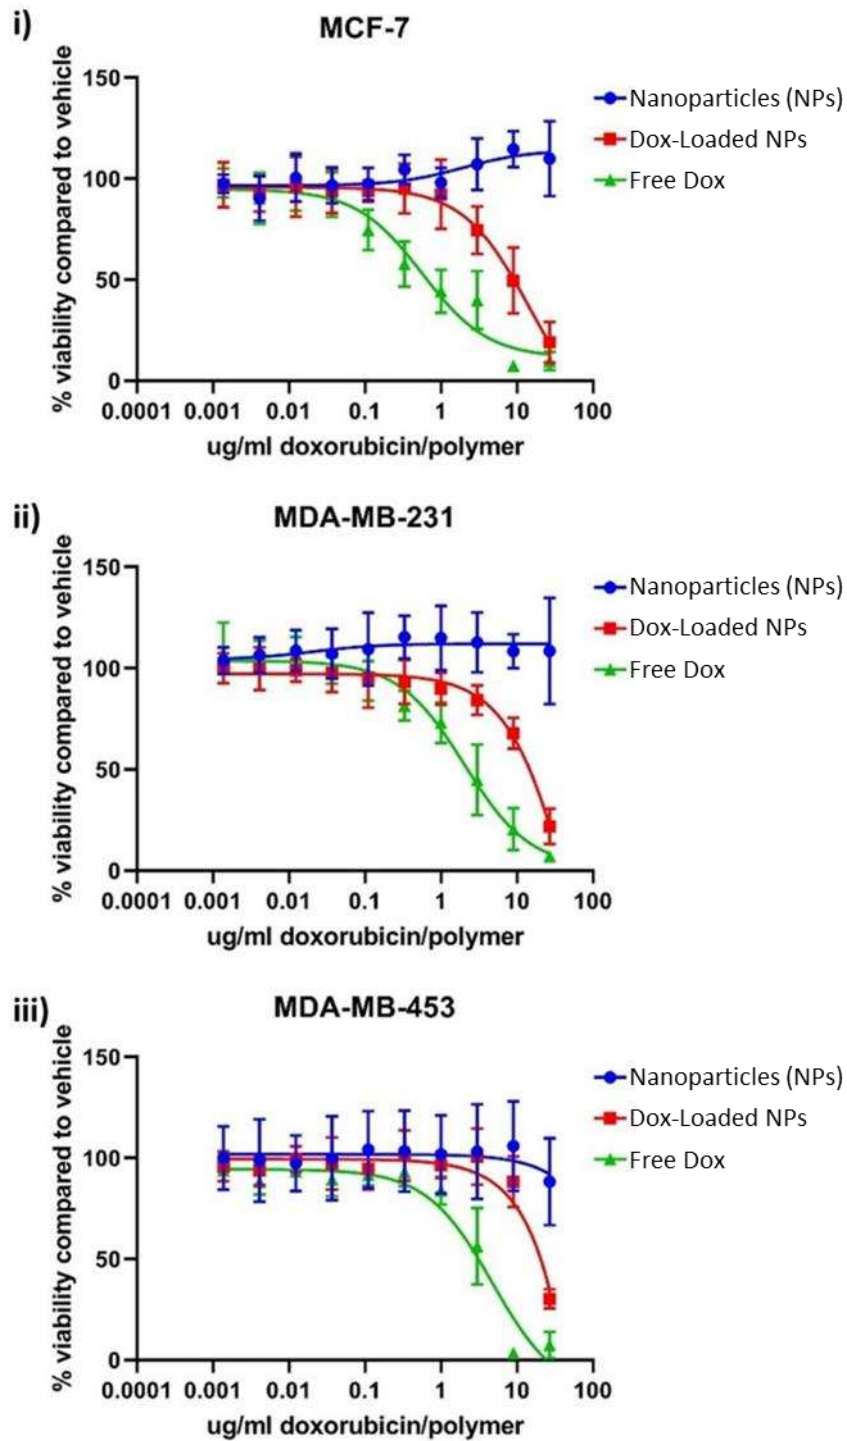 i)
MCF-7
% viability compared to vehicle
150
100
50
0
0.0001 0.001 0.01 0.1 1 10 100
ug/ml doxorubicin/polymer
Nanoparticles (NPs)
Dox-Loaded NPs
Free Dox
ii)
MDA-MB-231
% viability compared to vehicle
150
100
50
0
0.0001 0.001 0.01 0.1 1 10 100
ug/ml doxorubicin/polymer
Nanoparticles (NPs)
Dox-Loaded NPs
Free Dox
iii)
MDA-MB-453
% viability compared to vehicle
150
100
50
0
0.0001 0.001 0.01 0.1 1 10 100
ug/ml doxorubicin/polymer
Nanoparticles (NPs)
Dox-Loaded NPs
Free Dox